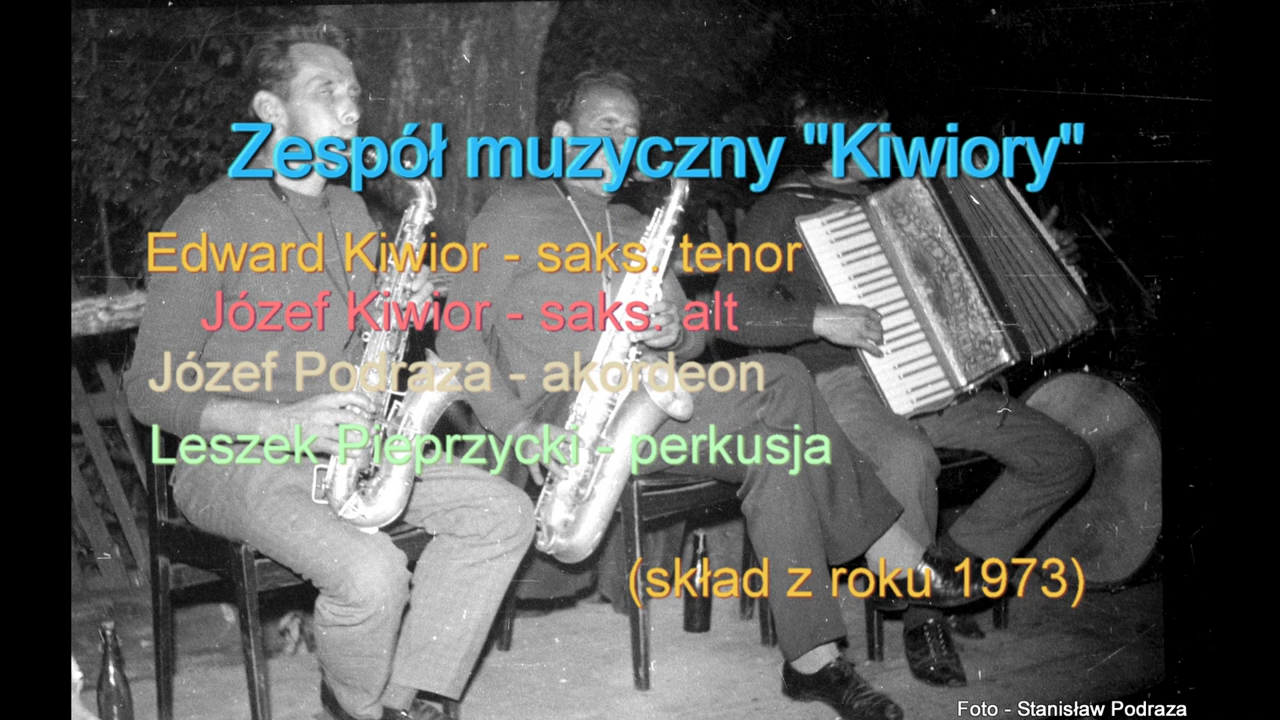 Zespół muzyczny "Kiwiory"
Edward Kiwior - saks. tenor
Józef Kiwior - saks. alt
Józef Podraza - akordeon
Leszek Pieprzycki - perkusja
(skład z roku 1973)
Foto - Stanisław Podraza